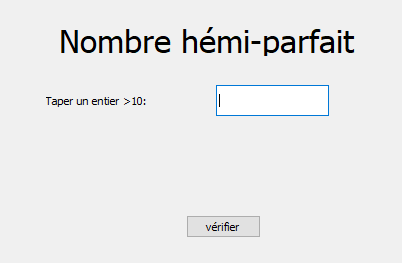 Nombre hémi-parfait
Taper un entier >10:
vérifier